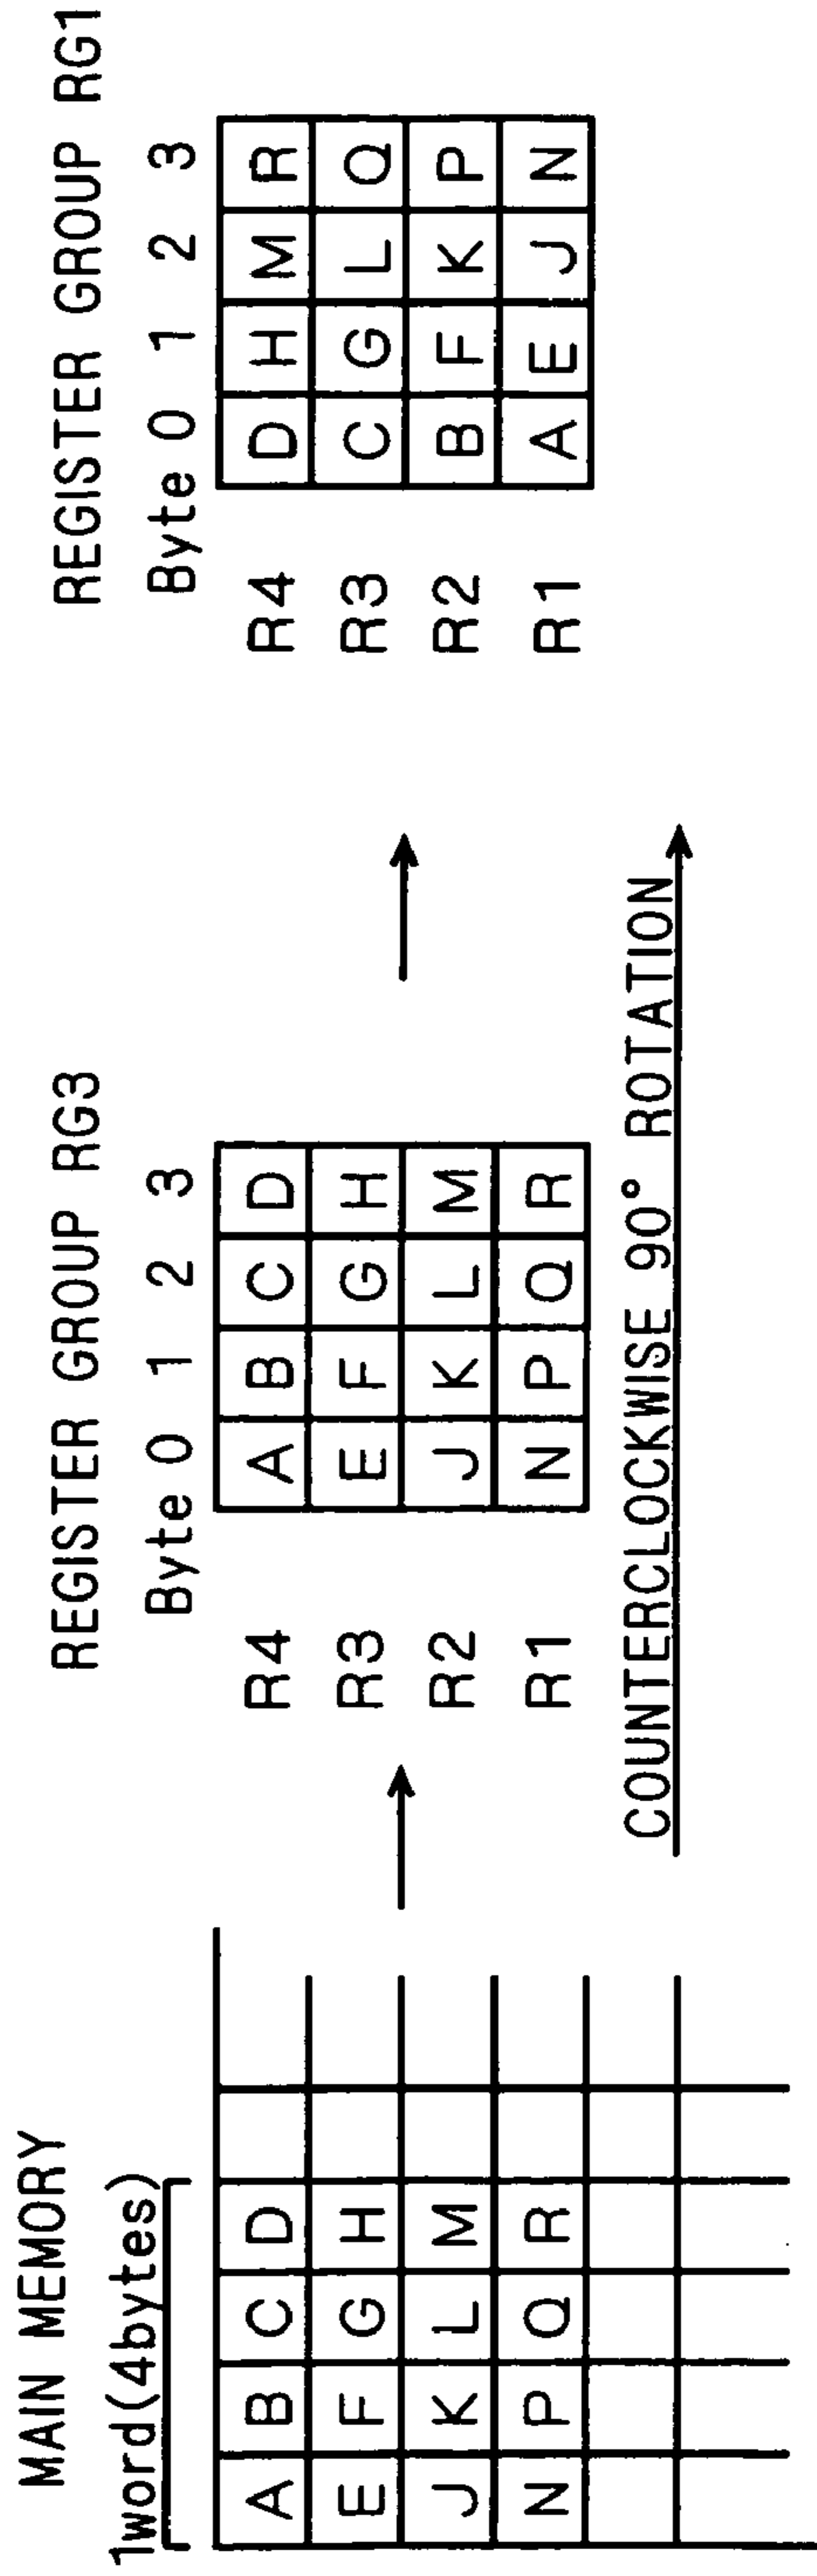 MAIN MEMORY
1word(4bytes)
A B C D
E F G H
J K L M
N P Q R
REGISTER GROUP RG3
Byte 0 1 2 3
R4 A B C D
R3 E F G H
R2 J K L M
R1 N P Q R
REGISTER GROUP RG1
Byte 0 1 2 3
R4 D H M R
R3 C G L Q
R2 B F K P
R1 A E J N
COUNTERCLOCKWISE 90° ROTATION